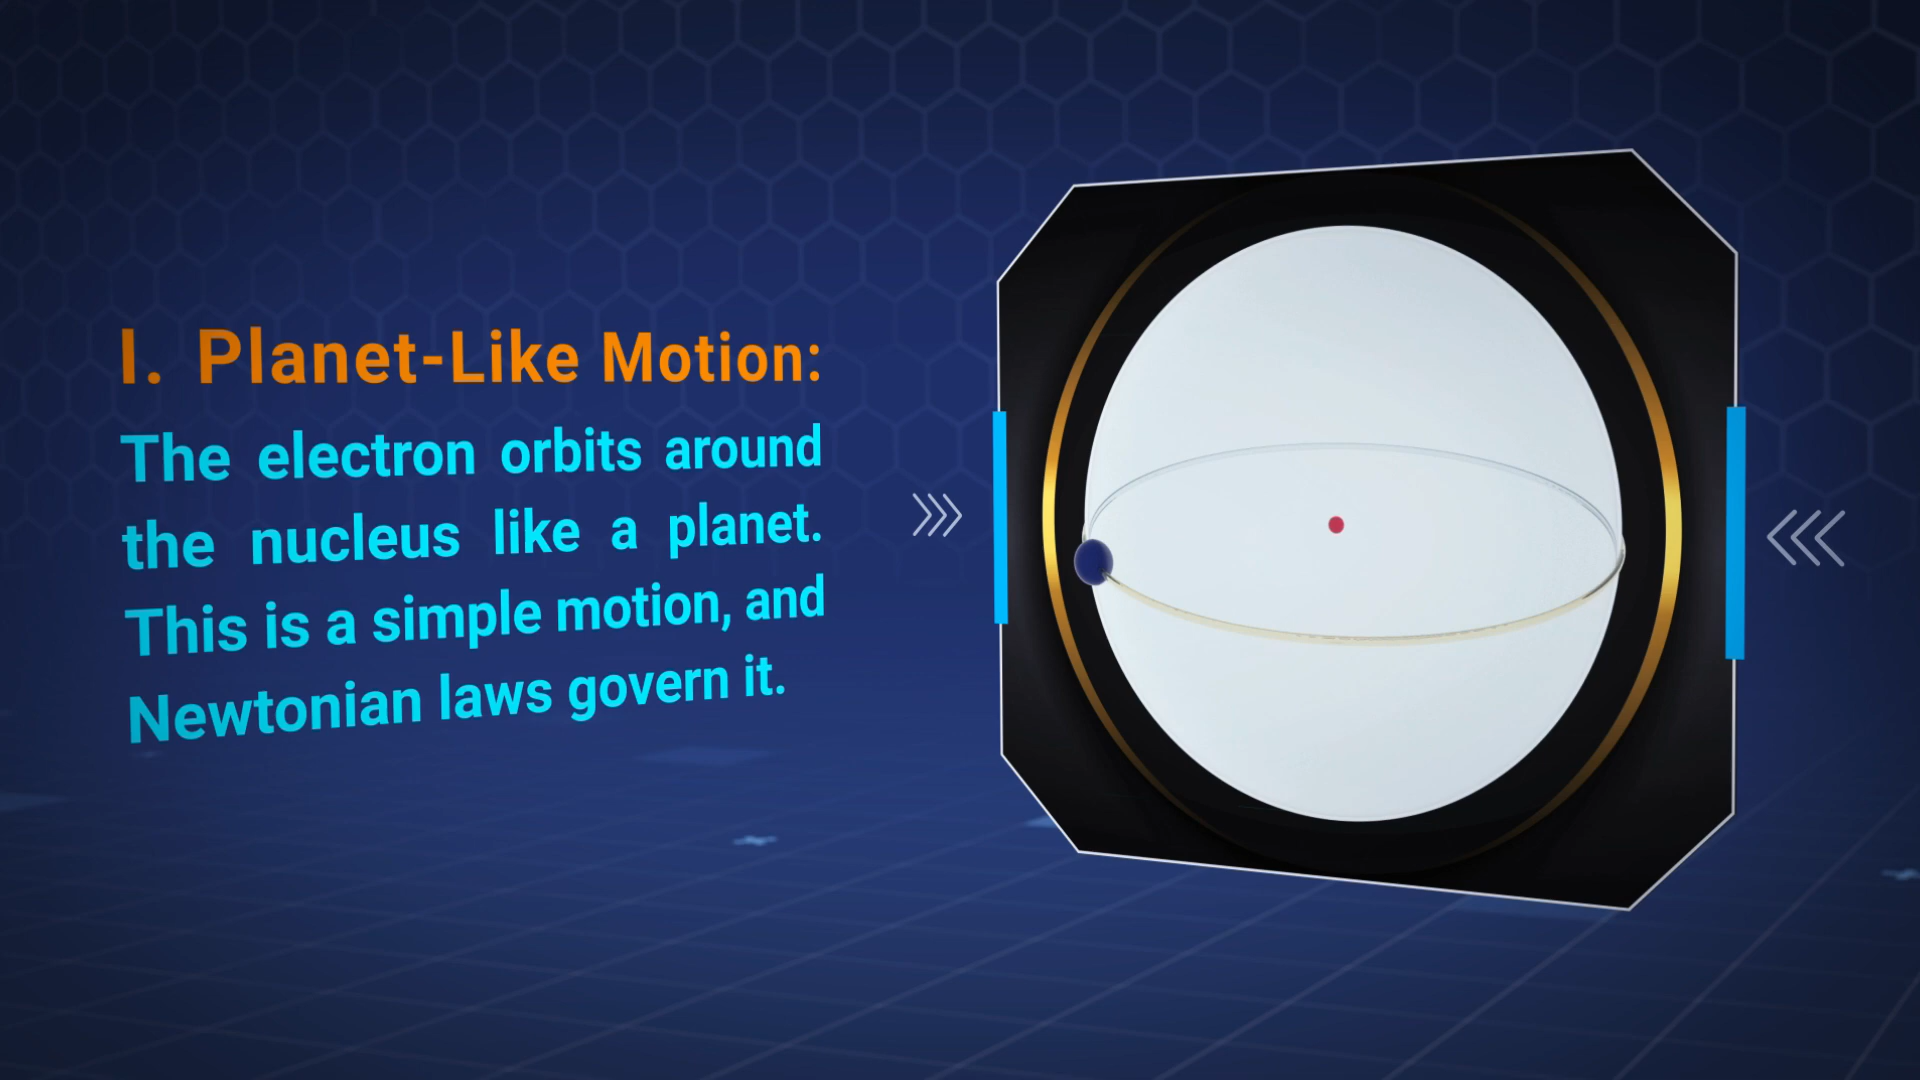 I. Planet-Like Motion:
The electron orbits around
the nucleus like a planet.
This is a simple motion, and
Newtonian laws govern it.